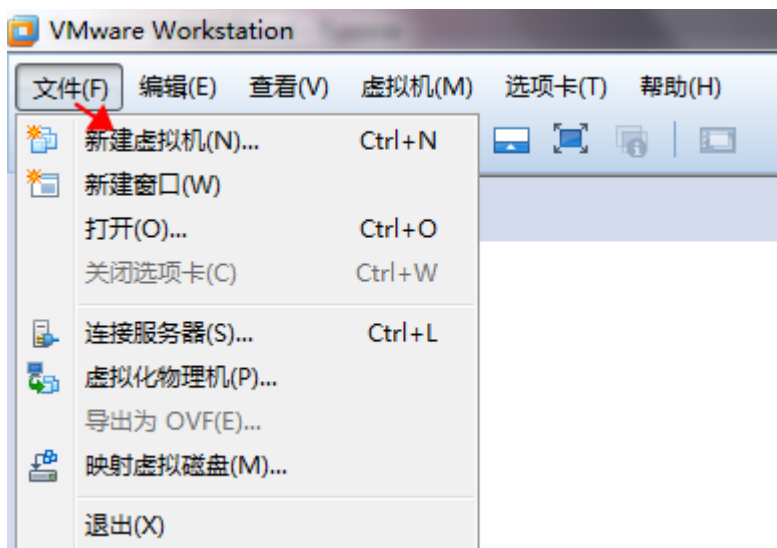 VMware Workstation
文件(F) 编辑(E) 查看(V) 虚拟机(M) 选项卡(T) 帮助(H)
新建虚拟机(N)... Ctrl+N
新建窗口(W)
打开(O)... Ctrl+O
关闭选项卡(C) Ctrl+W
连接服务器(S)... Ctrl+L
虚拟化物理机(P)...
导出为 OVF(E)...
映射虚拟磁盘(M)...
退出(X)